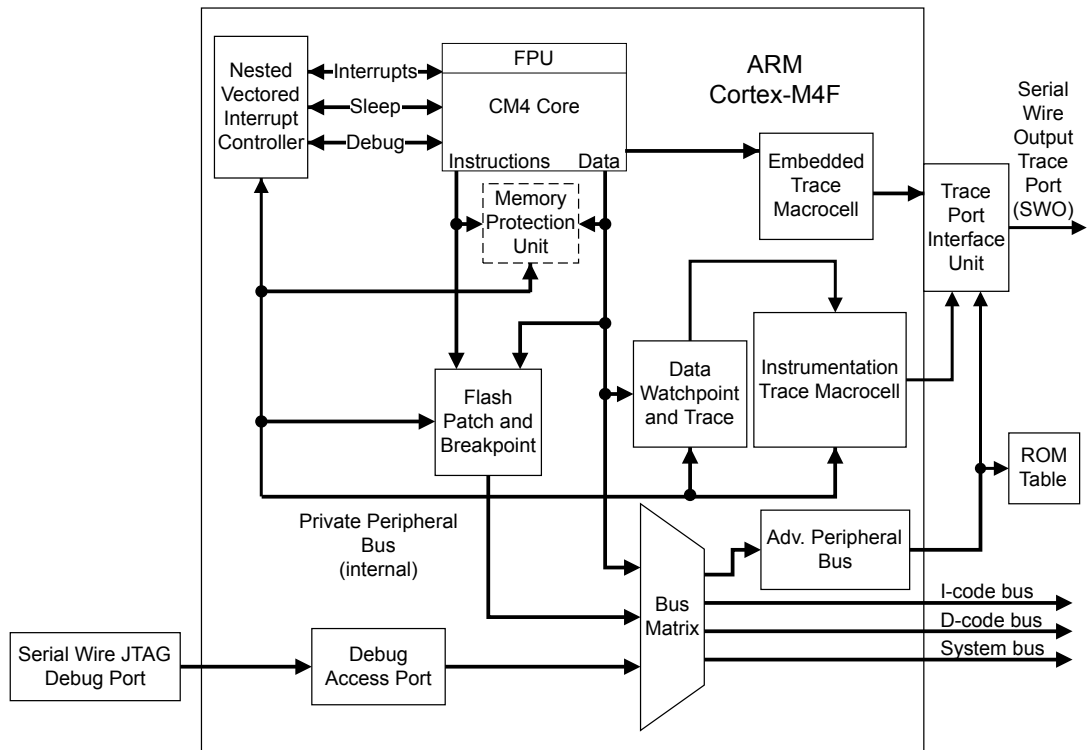 Nested
Vectored
Interrupt
Controller
Interrupts
Sleep
Debug
FPU
CM4 Core
Instructions
Data
ARM
Cortex-M4F
Embedded
Trace
Macrocell
Trace
Port
Interface
Unit
Serial
Wire
Output
Trace
Port
(SWO)
Memory
Protection
Unit
Flash
Patch and
Breakpoint
Data
Watchpoint
and Trace
Instrumentation
Trace Macrocell
ROM
Table
Private Peripheral
Bus
(internal)
Adv. Peripheral
Bus
Bus
Matrix
I-code bus
D-code bus
System bus
Serial Wire JTAG
Debug Port
Debug
Access Port